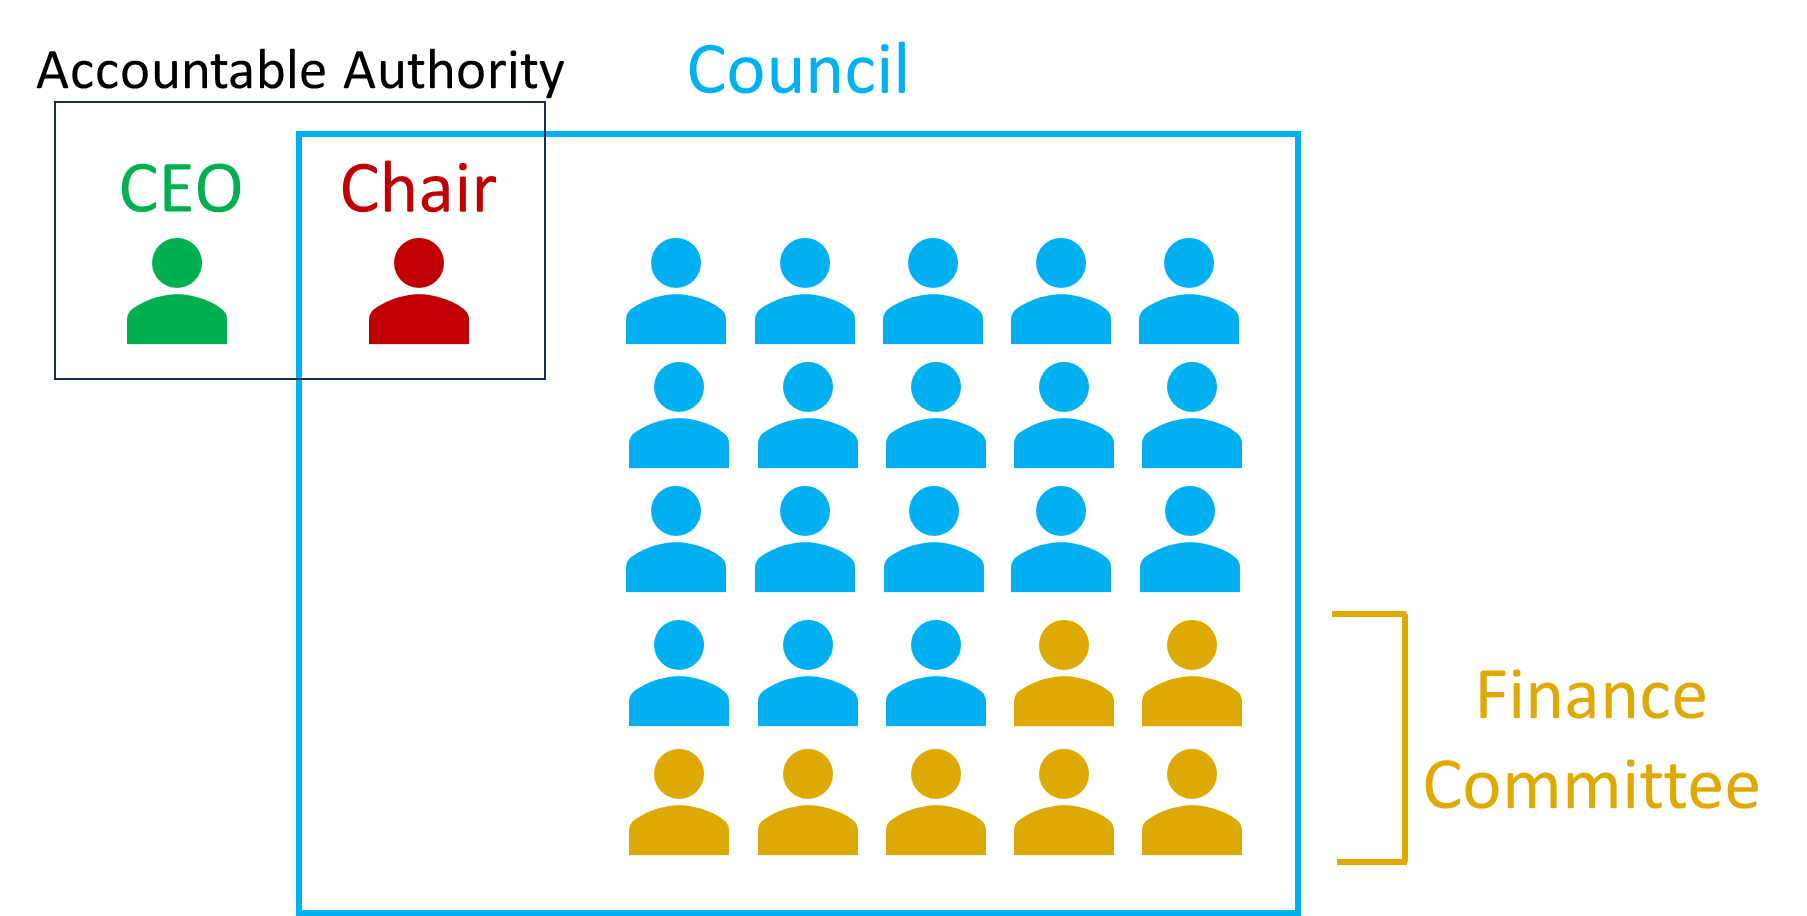 Accountable Authority
Council
CEO
Chair
Finance
Committee